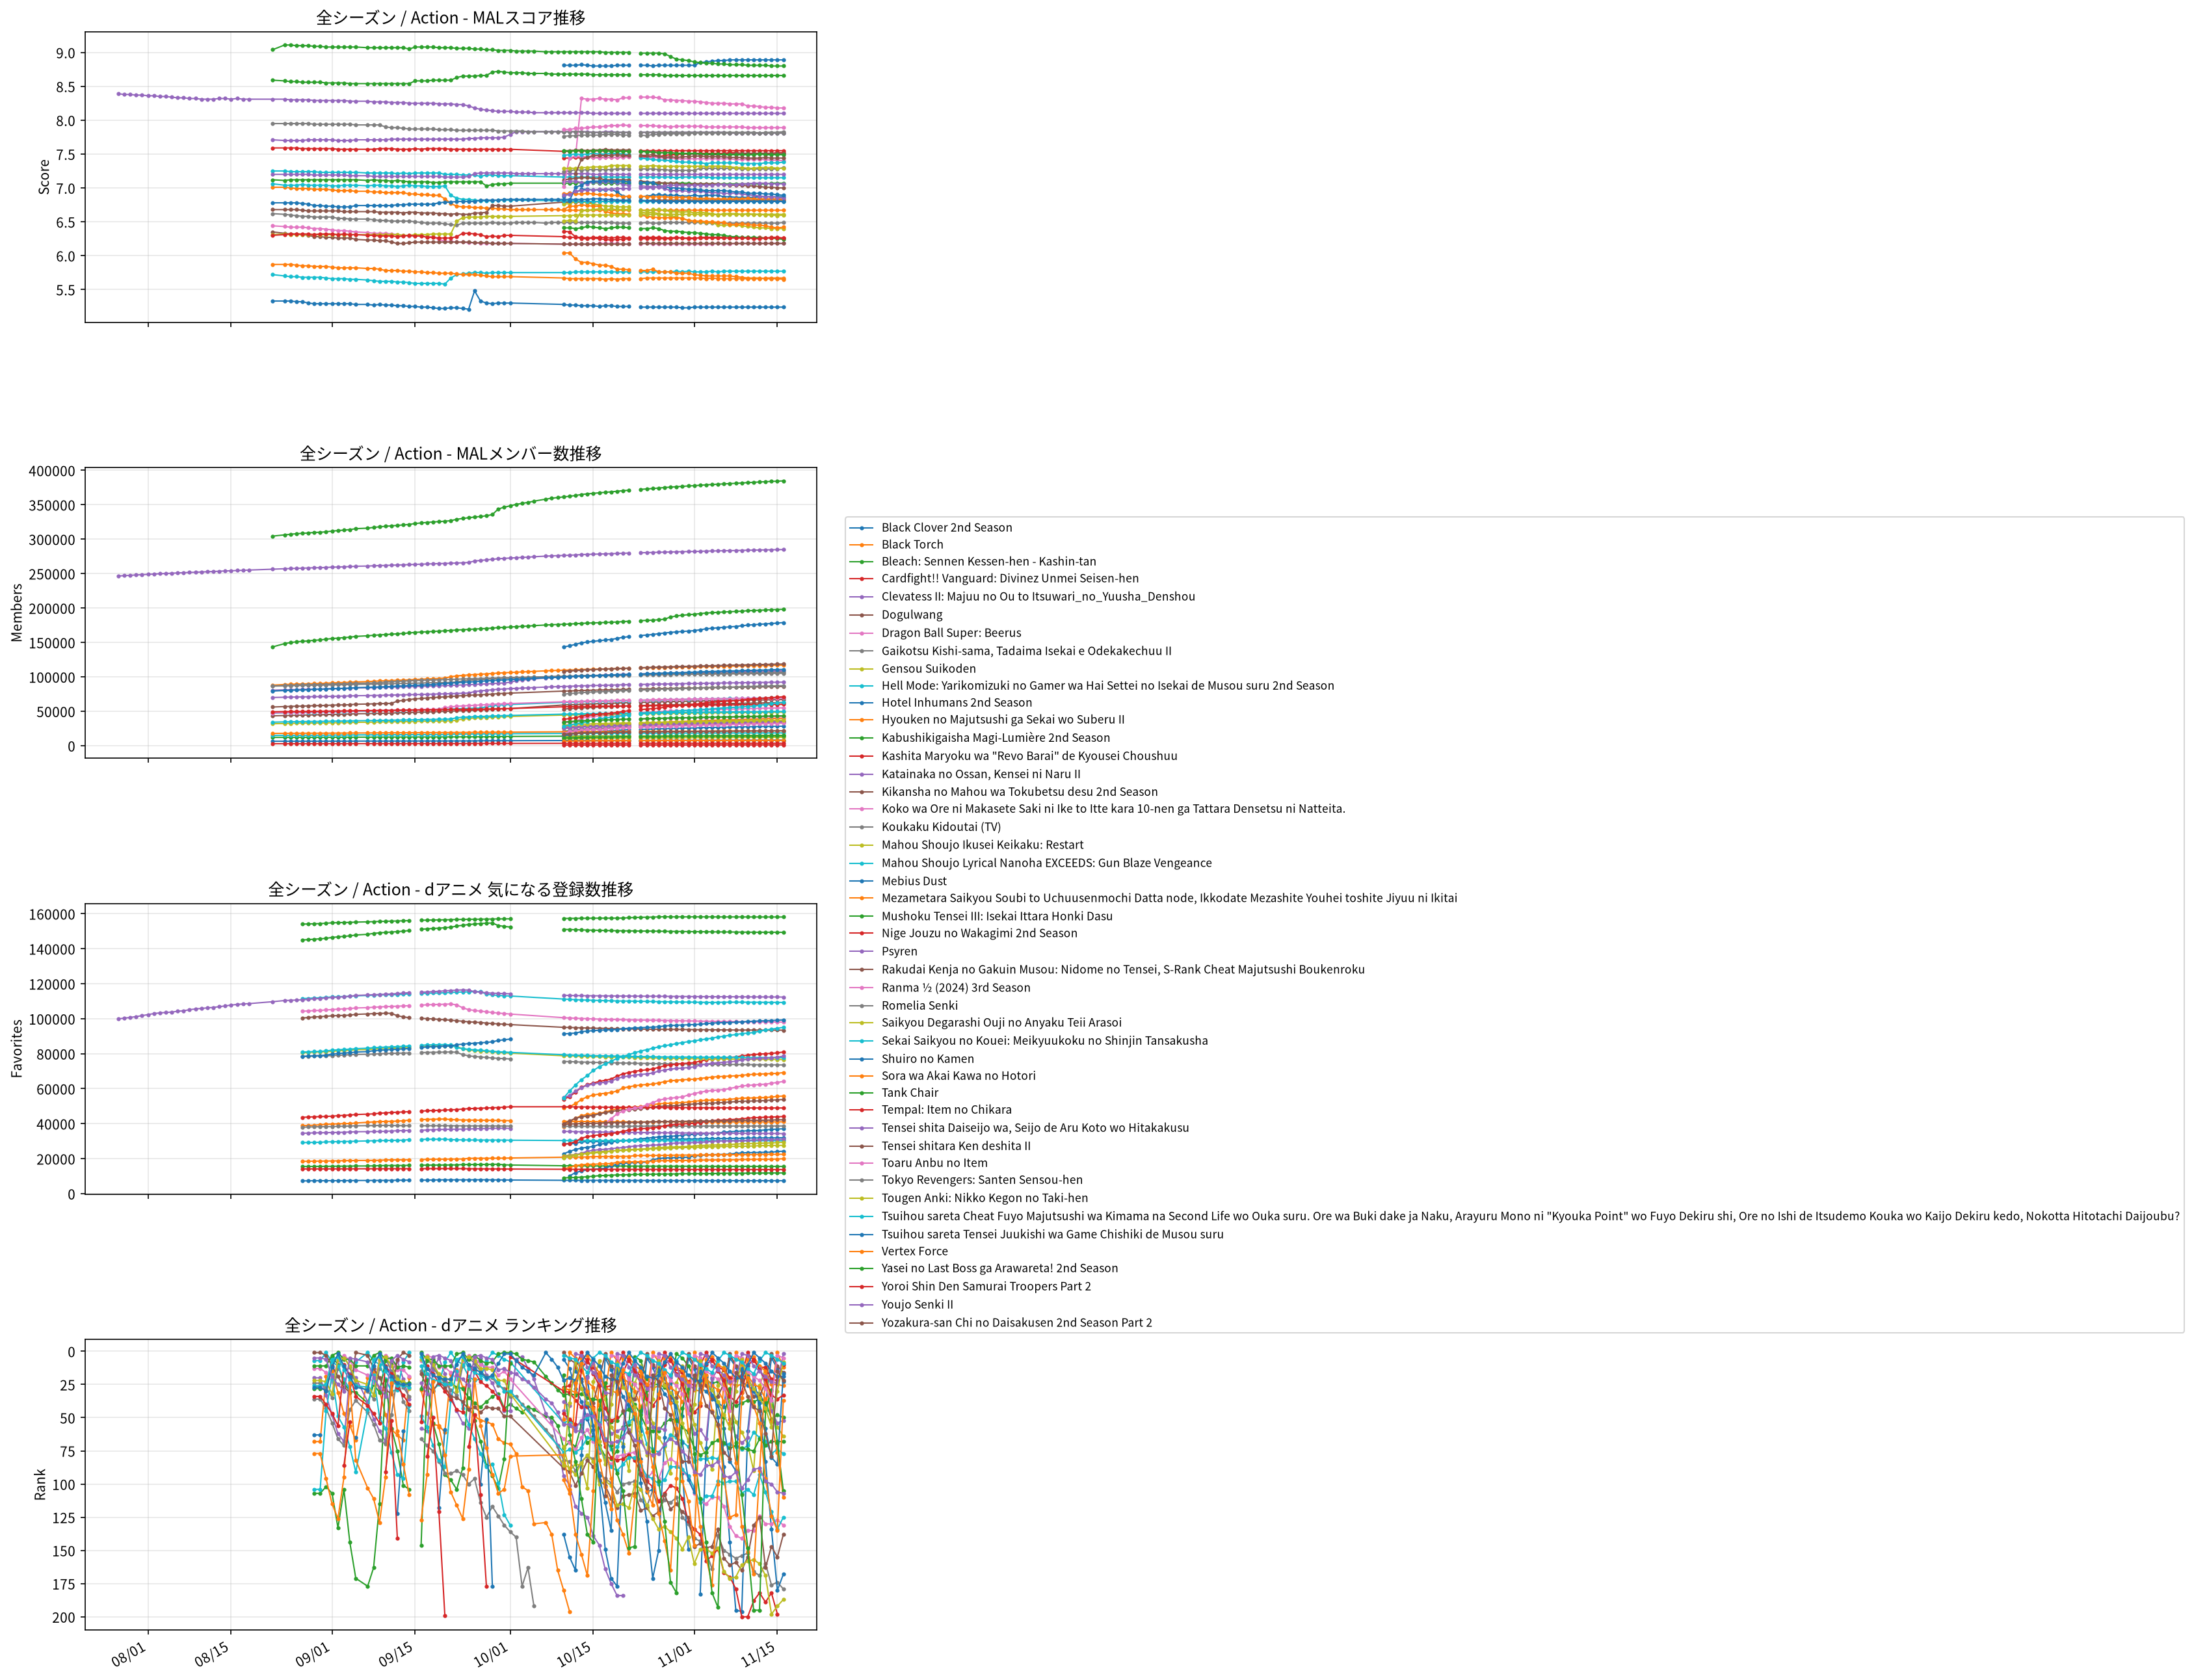 全シーズン / Action - MALスコア推移
Score
9.0
8.5
8.0
7.5
7.0
6.5
6.0
5.5
全シーズン / Action - MALメンバー数推移
Members
400000
350000
300000
250000
200000
150000
100000
50000
0
全シーズン / Action - dアニメ 気になる登録数推移
Favorites
160000
140000
120000
100000
80000
60000
40000
20000
0
全シーズン / Action - dアニメ ランキング推移
Rank
0
25
50
75
100
125
150
175
200
08/01
08/15
09/01
09/15
10/01
10/15
11/01
11/15
Black Clover 2nd Season
Black Torch
Bleach: Sennen Kessen-hen - Kashin-tan
Cardfight!! Vanguard: Divinez Unmei Seisen-hen
Clevatess II: Majuu no Ou to Itsuwari_no_Yuusha_Denshou
Dogulwang
Dragon Ball Super: Beerus
Gaikotsu Kishi-sama, Tadaima Isekai e Odekakechuu II
Gensou Suikoden
Hell Mode: Yarikomizuki no Gamer wa Hai Settei no Isekai de Musou suru 2nd Season
Hotel Inhumans 2nd Season
Hyouken no Majutsushi ga Sekai wo Suberu II
Kabushikigaisha Magi-Lumière 2nd Season
Kashita Maryoku wa "Revo Barai" de Kyousei Choushuu
Katainaka no Ossan, Kensei ni Naru II
Kikansha no Mahou wa Tokubetsu desu 2nd Season
Koko wa Ore ni Makasete Saki ni Ike to Itte kara 10-nen ga Tattara Densetsu ni Natteita.
Koukaku Kidoutai (TV)
Mahou Shoujo Ikusei Keikaku: Restart
Mahou Shoujo Lyrical Nanoha EXCEEDS: Gun Blaze Vengeance
Mebius Dust
Mezametara Saikyou Soubi to Uchuusenmochi Datta node, Ikkodate Mezashite Youhei toshite Jiyuu ni Ikitai
Mushoku Tensei III: Isekai Ittara Honki Dasu
Nige Jouzu no Wakagimi 2nd Season
Psyren
Rakudai Kenja no Gakuin Musou: Nidome no Tensei, S-Rank Cheat Majutsushi Boukenroku
Ranma ½ (2024) 3rd Season
Romelia Senki
Saikyou Degarashi Ouji no Anyaku Teii Arasoi
Sekai Saikyou no Kouei: Meikyuukoku no Shinjin Tansakusha
Shuiro no Kamen
Sora wa Akai Kawa no Hotori
Tank Chair
Tempal: Item no Chikara
Tensei shita Daiseijo wa, Seijo de Aru Koto wo Hitakakusu
Tensei shitara Ken deshita II
Toaru Anbu no Item
Tokyo Revengers: Santen Sensou-hen
Tougen Anki: Nikko Kegon no Taki-hen
Tsuihou sareta Cheat Fuyo Majutsushi wa Kimama na Second Life wo Ouka suru. Ore wa Buki dake ja Naku, Arayuru Mono ni "Kyouka Point" wo Fuyo Dekiru shi, Ore no Ishi de Itsudemo Kouka wo Kaijo Dekiru kedo, Nokotta Hitotachi Daijoubu?
Tsuihou sareta Tensei Juukishi wa Game Chishiki de Musou suru
Vertex Force
Yasei no Last Boss ga Arawareta! 2nd Season
Yoroi Shin Den Samurai Troopers Part 2
Youjo Senki II
Yozakura-san Chi no Daisakusen 2nd Season Part 2